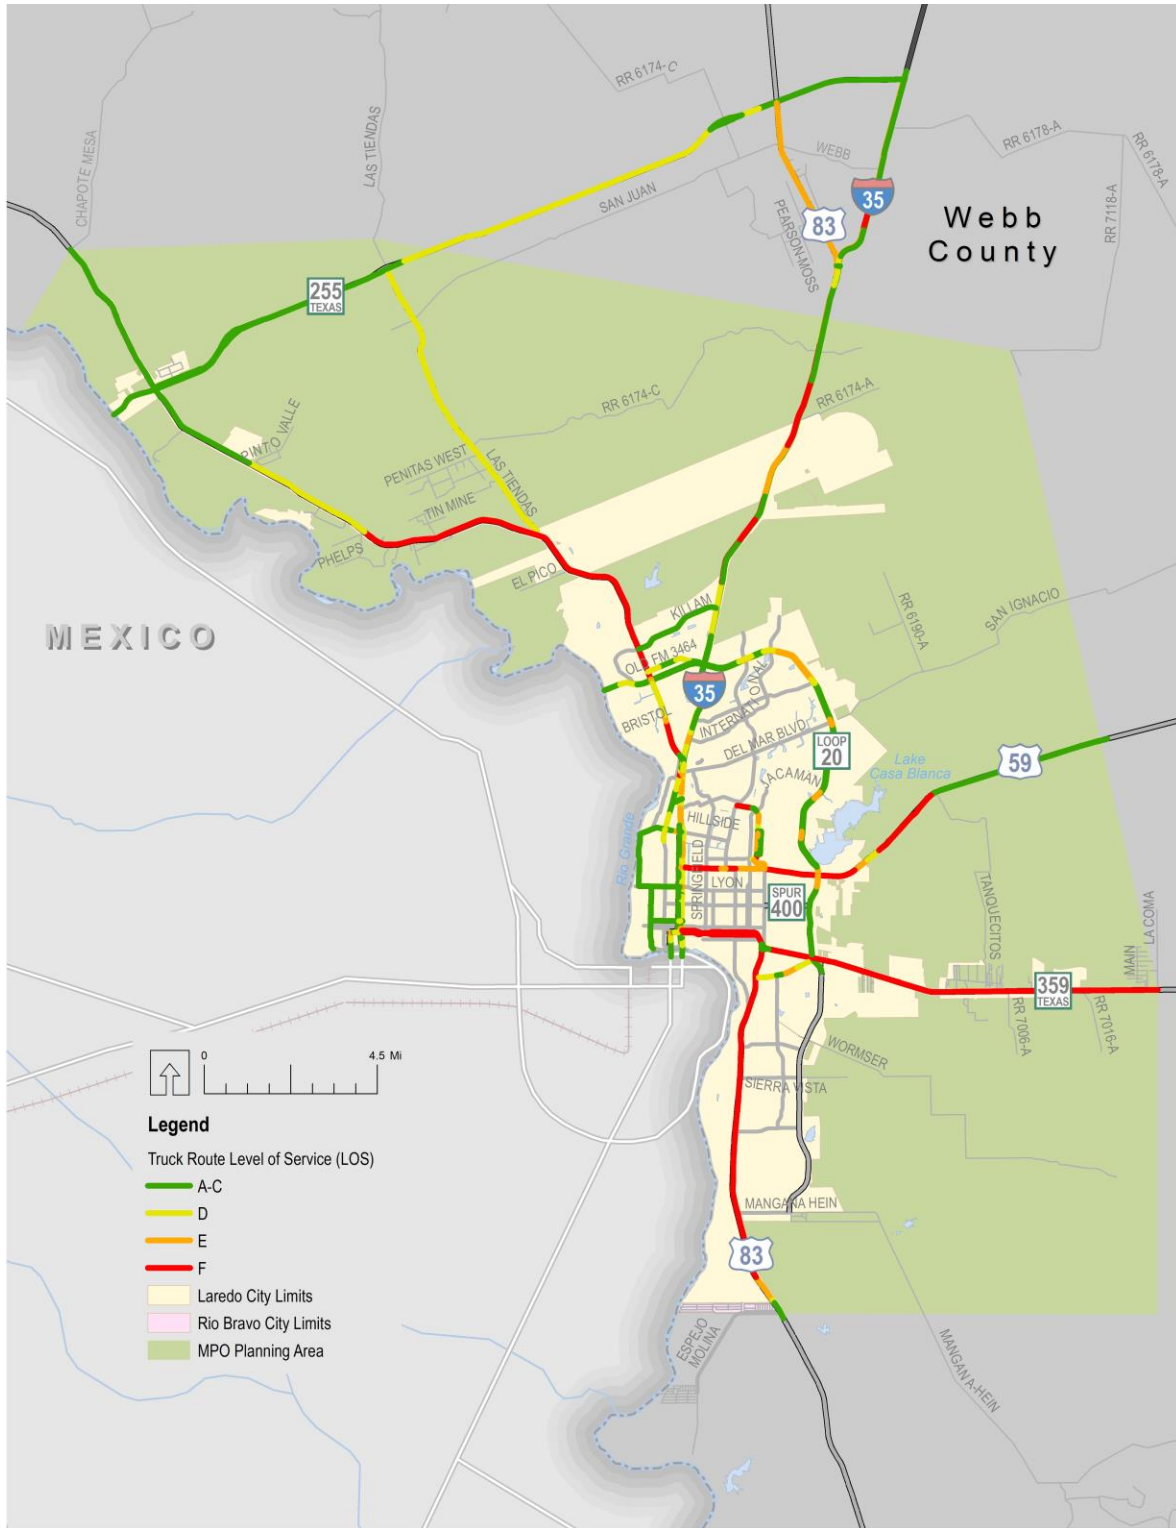 RR 6174-C
CHAPOTE MESA
LAS TIENDAS
RR 6178-A
RR 6178-A
WEBB
SAN JUAN
35
RR 7118-A
PEARSON-MOSS
83
Webb
County
255
TEXAS
RR 6174-A
RR 6174-C
PINTO VALLE
PENITAS WEST
LAS TIENDAS
TIN MINE
PHELPS
EL PICO
KILLAM
RR 6190-A
SAN IGNACIO
MEXICO
FM 3464
35
INTERNATIONAL
BRISTOL
DEL MAR BLVD
LOOP
20
59
Lake
Casa Blanca
HILLSIDE
Rio Grande
SPRINGFIELD
LYON
SPUR
400
TANQUECITOS
LA COMA
MAIN
359
TEXAS
RR 7006-A
RR 7016-A
WORMSER
SIERRA VISTA
MANGANA HEIN
83
ESPEJO
MOLINA
MANGANA-HEIN
0
4.5 Mi
Legend
Truck Route Level of Service (LOS)
A-C
D
E
F
Laredo City Limits
Rio Bravo City Limits
MPO Planning Area